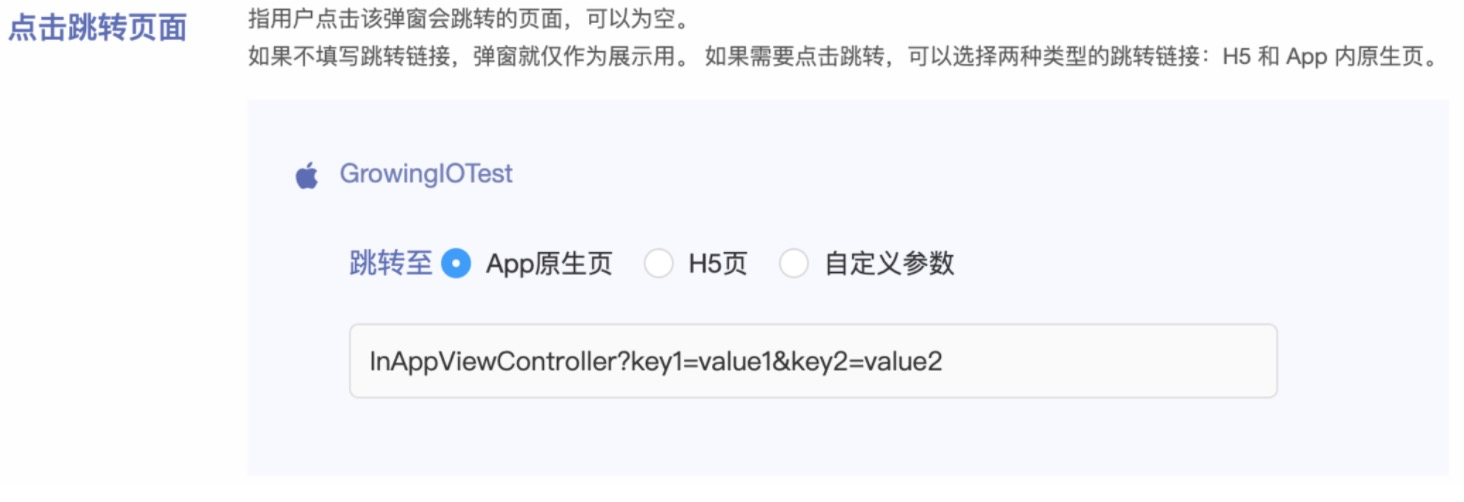 点击跳转页面
指用户点击该弹窗会跳转的页面，可以为空。
如果不填写跳转链接，弹窗就仅作为展示用。 如果需要点击跳转，可以选择两种类型的跳转链接：H5 和 App 内原生页。
GrowingIOTest
跳转至 App原生页 H5页 自定义参数
InAppViewController?key1=value1&key2=value2